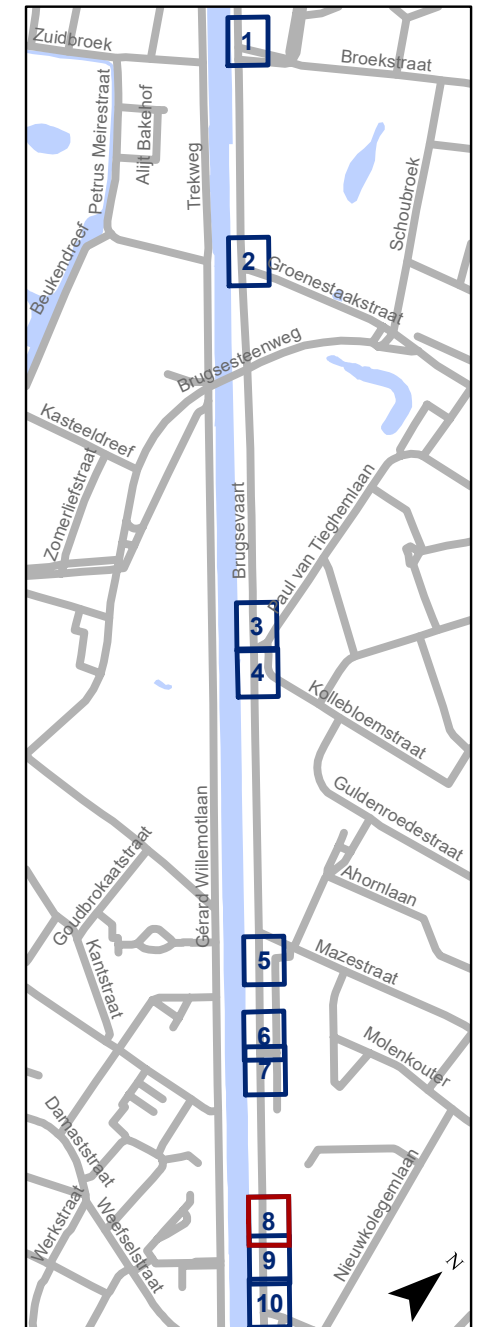 1
Zuidbroek
Broekstraat
Petrus Meirestraat
Alijt Bakehof
Trekweg
Schoubroek
Beukendreef
2
Groenestaakstraat
Brugsesteenweg
Kasteeldreef
Zomerliefstraat
Brugsevaart
Paul van Tieghemlaan
3
4
Kollebloemstraat
Guldenroedestraat
Gérard Willemotlaan
Goudbrokaatstraat
Ahornlaan
Kantstraat
5
Mazestraat
6
Molenkouter
7
Damaststraat
Werkstraat
Weefselstraat
Nieuwkolegemlaan
8
9
10
N